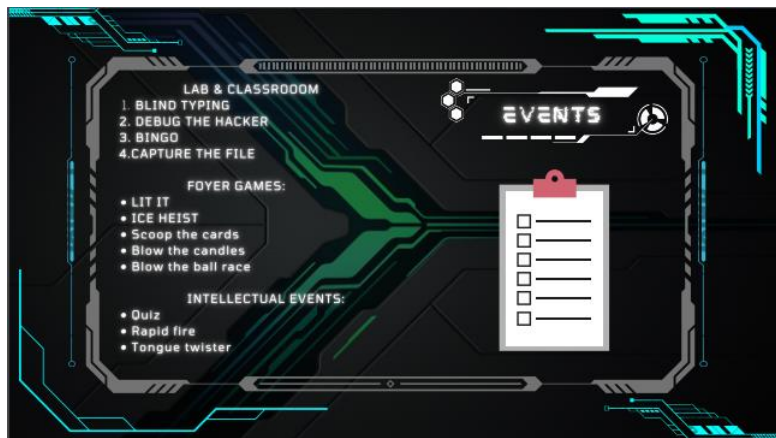 LAB & CLASSROOOM
1. BLIND TYPING
2. DEBUG THE HACKER
3. BINGO
4.CAPTURE THE FILE
FOYER GAMES:
• LIT IT
• ICE HEIST
• Scoop the cards
• Blow the candles
• Blow the ball race
INTELLECTUAL EVENTS:
• Quiz
• Rapid fire
• Tongue twister
EVENTS